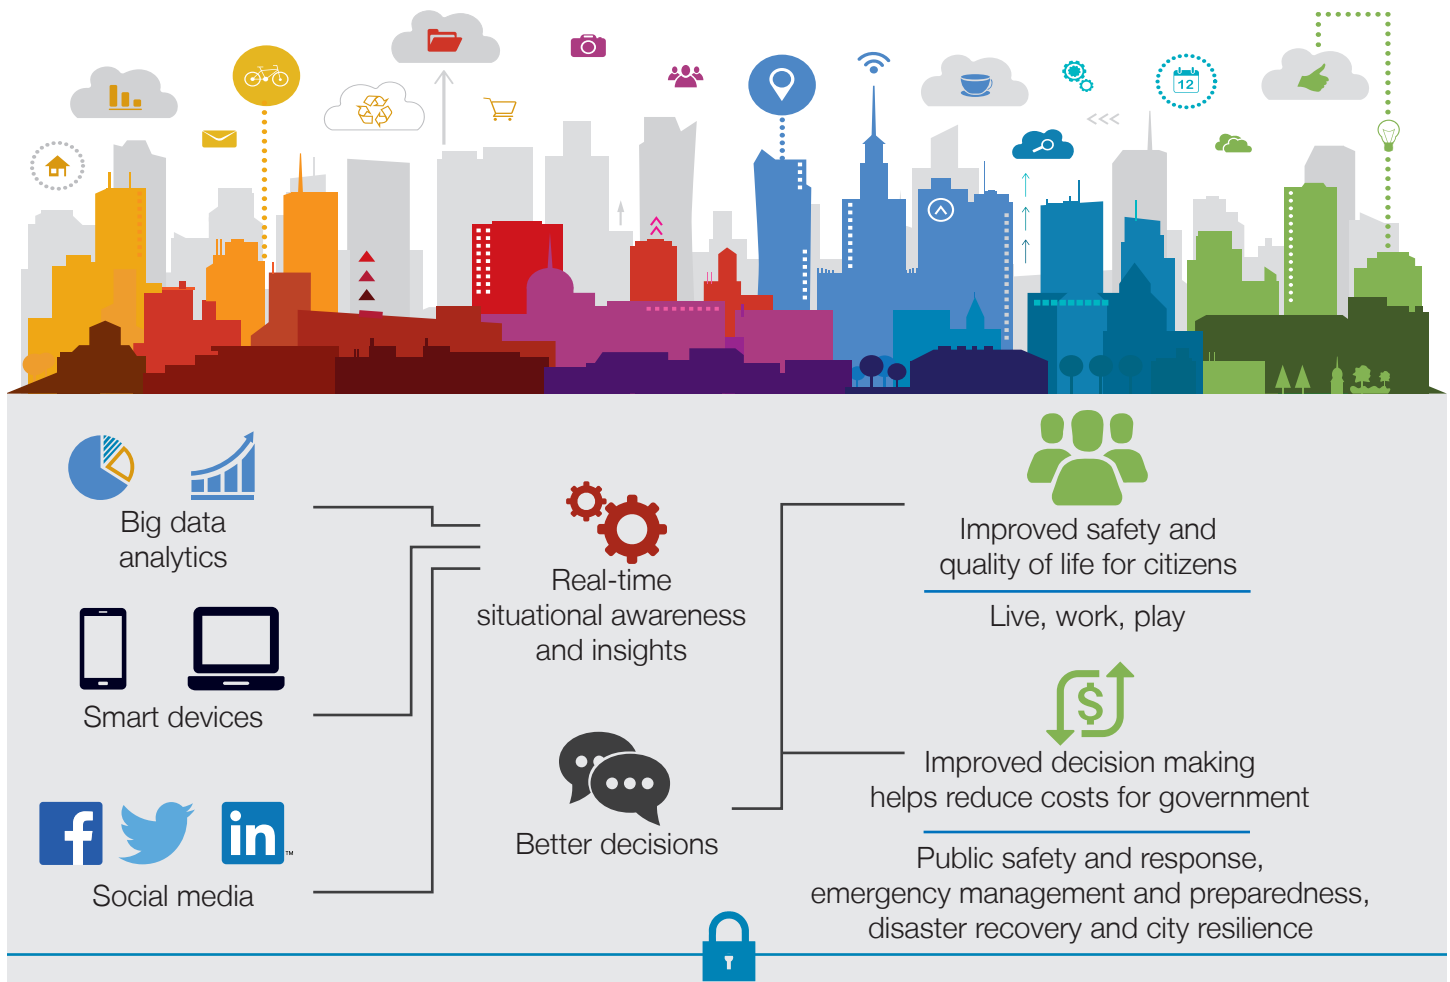 12
Big data
analytics
Smart devices
in
™
Social media
Real-time
situational awareness
and insights
Better decisions
Improved safety and
quality of life for citizens
Live, work, play
$
Improved decision making
helps reduce costs for government
Public safety and response,
emergency management and preparedness,
disaster recovery and city resilience